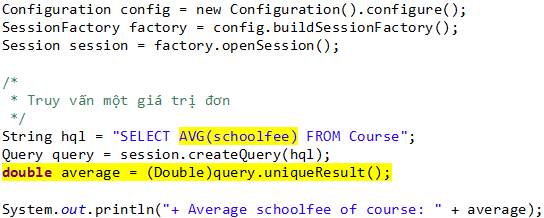 Configuration config = new Configuration().configure();
SessionFactory factory = config.buildSessionFactory();
Session session = factory.openSession();
/*
* Truy vấn một giá trị đơn
*/
String hql = "SELECT AVG(schoolfee) FROM Course";
Query query = session.createQuery(hql);
double average = (Double)query.uniqueResult();
System.out.println("+ Average schoolfee of course: " + average);